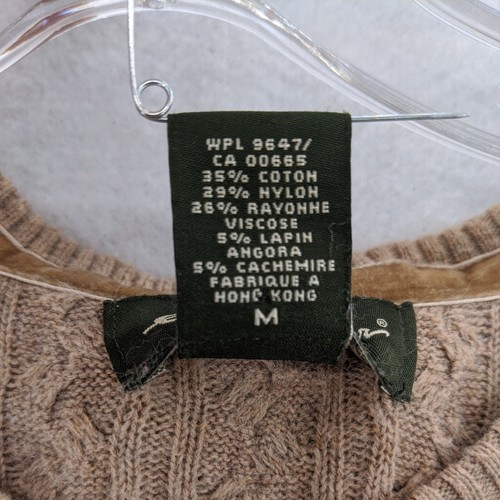 WPL 9647/
CA 00665
35% COTON
29% NYLON
26% RAYONNE
VISCOSE
5% LAPIN
ANGORA
5% CACHEMIRE
FABRIQUE A
HONG KONG
M
®